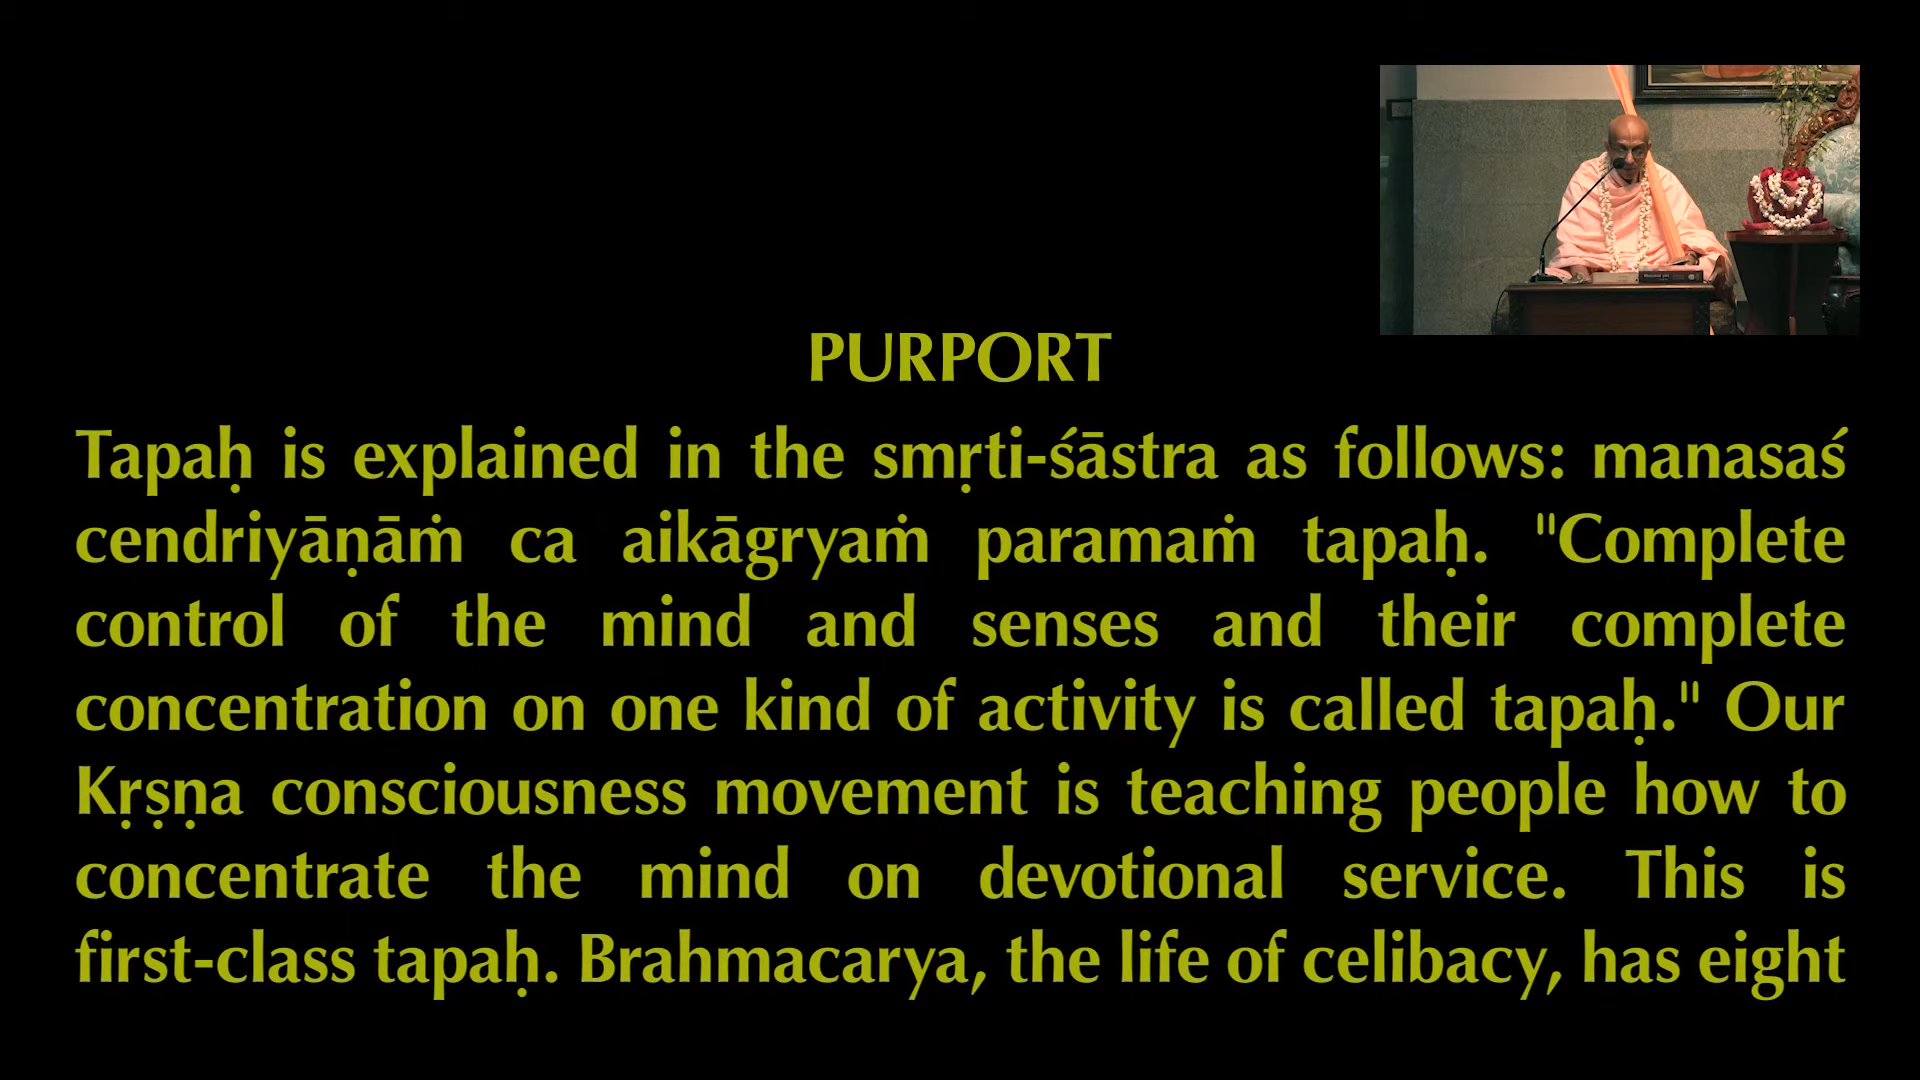 PURPORT
Tapaḥ is explained in the smṛti-śāstra as follows: manasaś
cendriyāṇāṁ ca aikāgryaṁ paramaṁ tapaḥ. "Complete
control of the mind and senses and their complete
concentration on one kind of activity is called tapaḥ." Our
Kṛṣṇa consciousness movement is teaching people how to
concentrate the mind on devotional service. This is
first-class tapaḥ. Brahmacarya, the life of celibacy, has eight